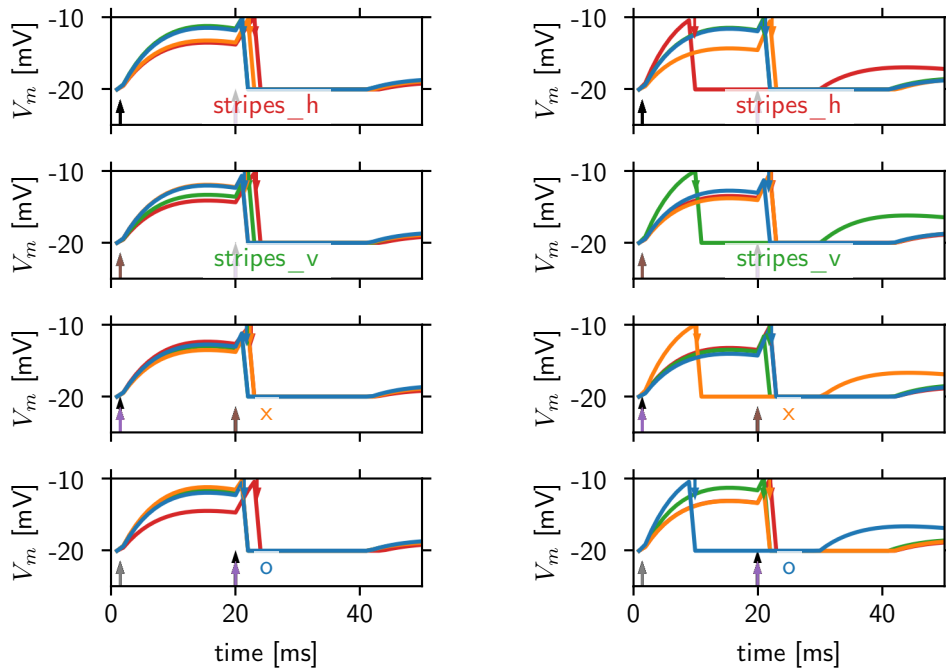 -10
-20
V_m [mV]
stripes_h
-10
-20
V_m [mV]
stripes_h
-10
-20
V_m [mV]
stripes_v
-10
-20
V_m [mV]
stripes_v
-10
-20
V_m [mV]
x
-10
-20
V_m [mV]
x
-10
-20
V_m [mV]
o
-10
-20
V_m [mV]
o
0 20 40
time [ms]
0 20 40
time [ms]